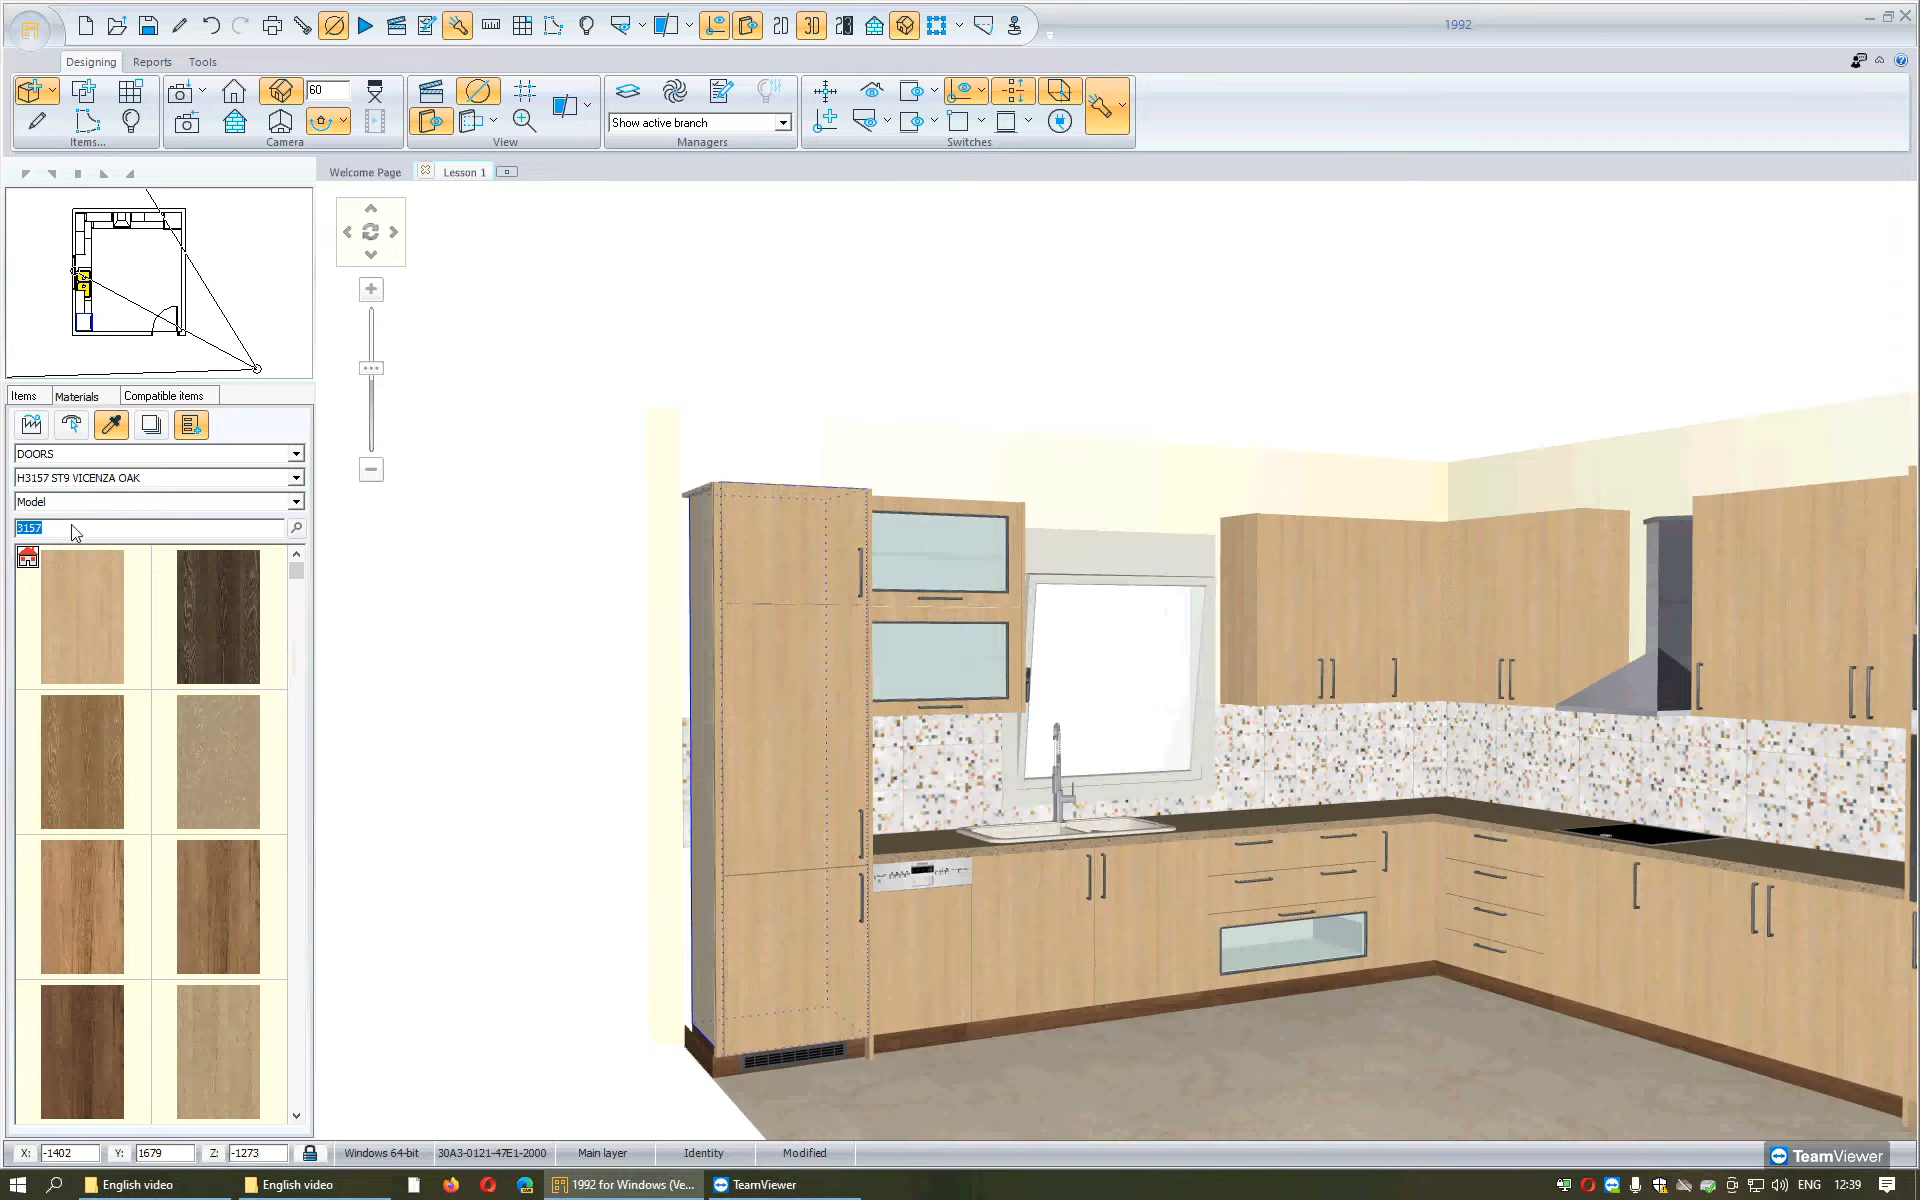 2D
3D
1992
Designing
Reports
Tools
60
Show active branch
Items...
Camera
View
Managers
Switches
Welcome Page
Lesson 1
Items
Materials
Compatible items
DOORS
H3157 ST9 VICENZA OAK
Model
3157
X:
-1402
Y:
1679
Z:
-1273
Windows 64-bit
30A3-0121-47E1-2000
Main layer
Identity
Modified
TeamViewer
English video
English video
1992 for Windows (Ve...
TeamViewer
ENG
12:39